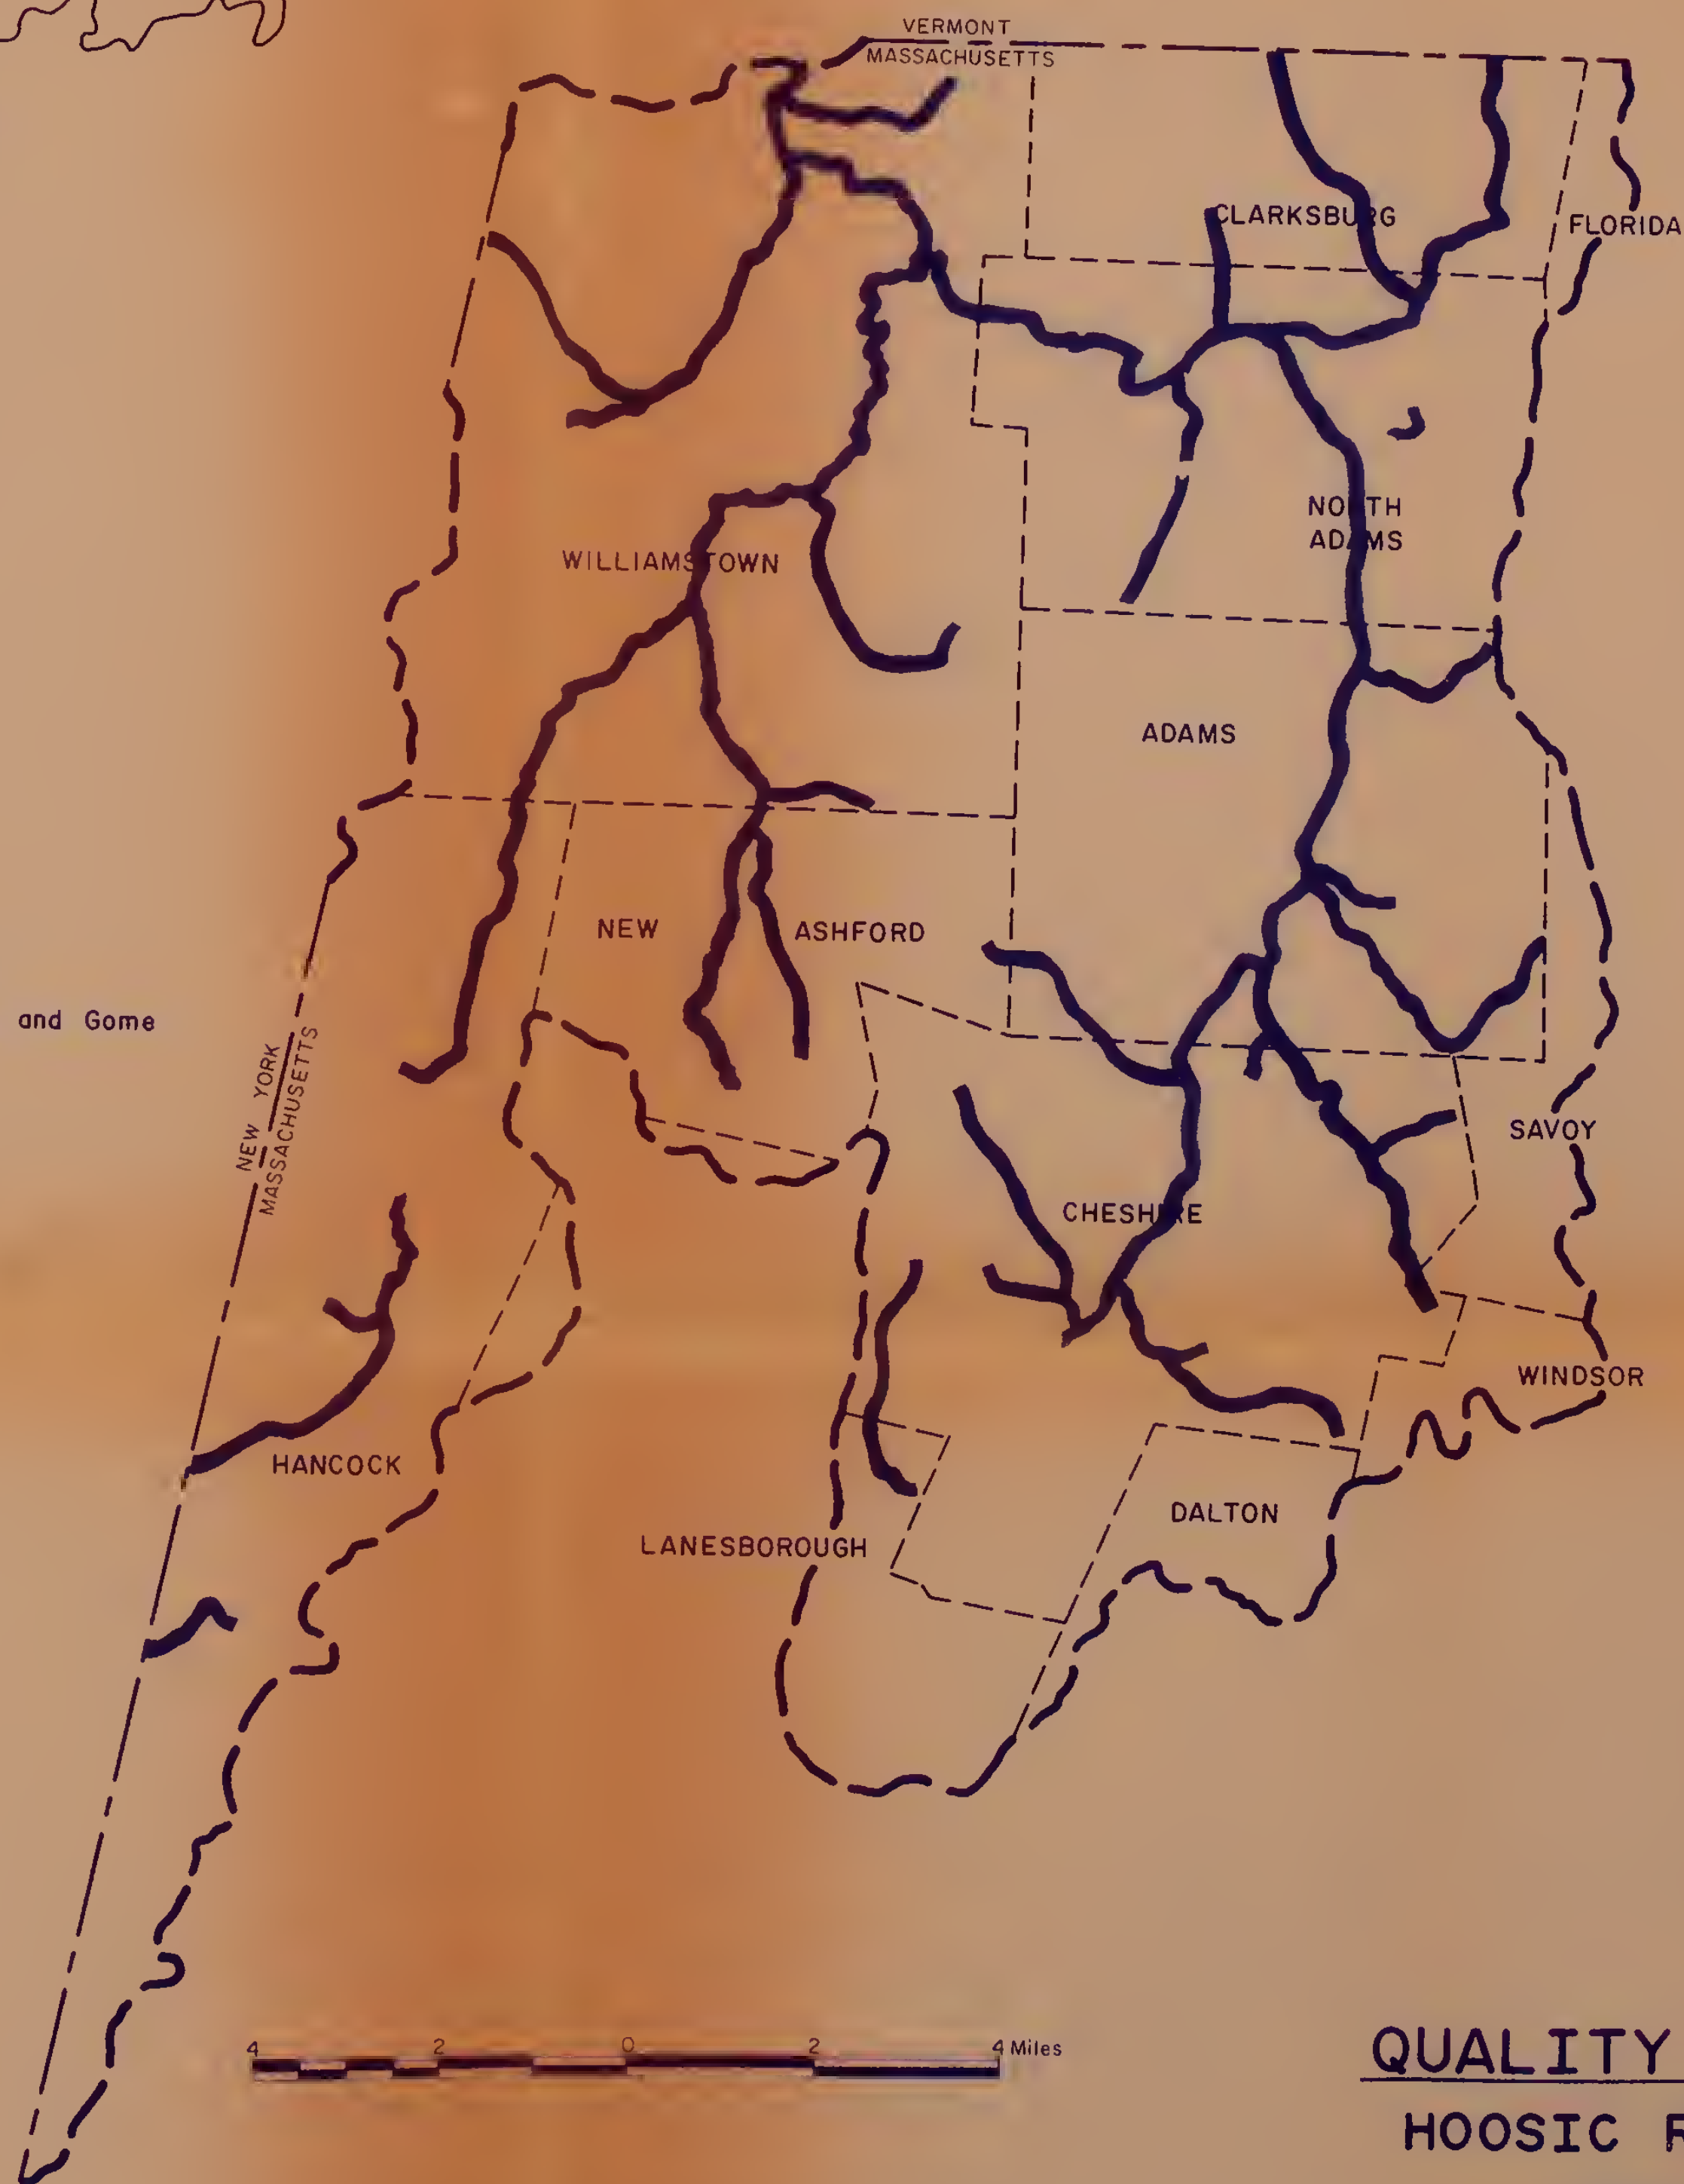 VERMONT
MASSACHUSETTS
CLARKSBURG
FLORIDA
NORTH
ADAMS
WILLIAMSTOWN
ADAMS
NEW ASHFORD
and Game
NEW YORK
MASSACHUSETTS
SAVOY
CHESHIRE
WINDSOR
HANCOCK
DALTON
LANESBOROUGH
4 2 0 2 4 Miles
QUALITY
HOOSIC R